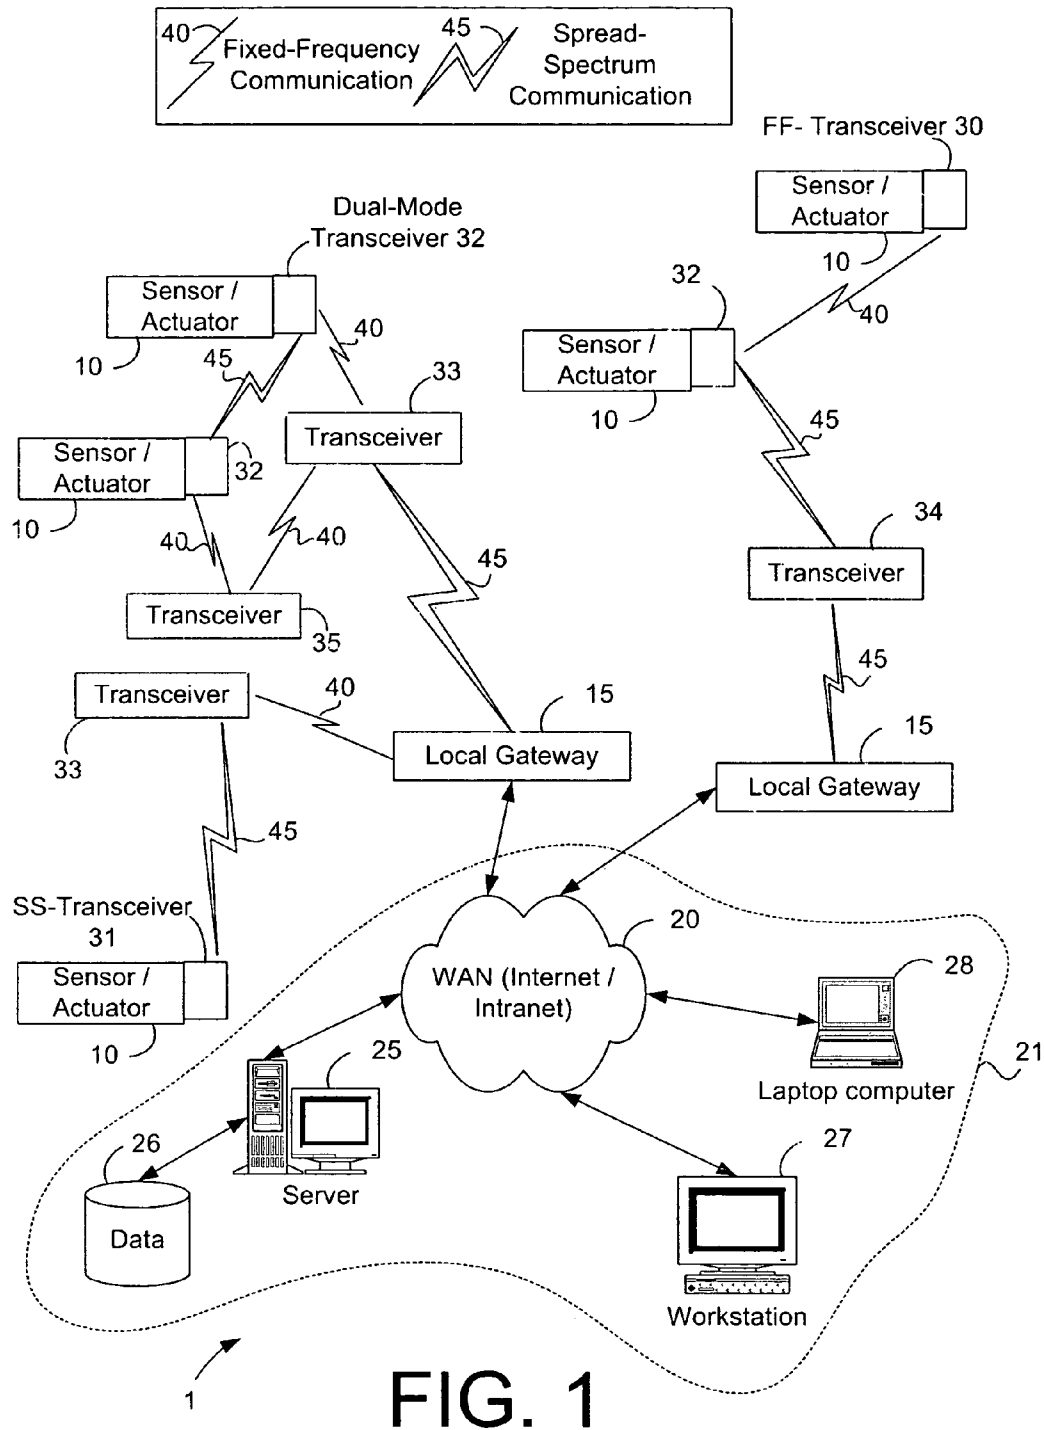 40
Fixed-Frequency
Communication
45
Spread-
Spectrum
Communication
FF- Transceiver 30
Sensor /
Actuator
10
40
Dual-Mode
Transceiver 32
Sensor /
Actuator
10
45
40
32
Sensor /
Actuator
10
45
33
Transceiver
Sensor /
Actuator
32
10
40
40
45
34
Transceiver
Transceiver
35
45
Transceiver
33
40
15
Local Gateway
15
Local Gateway
45
SS-Transceiver
31
Sensor /
Actuator
10
20
WAN (Internet /
Intranet)
28
Laptop computer
21
25
Server
26
Data
27
Workstation
1
FIG. 1